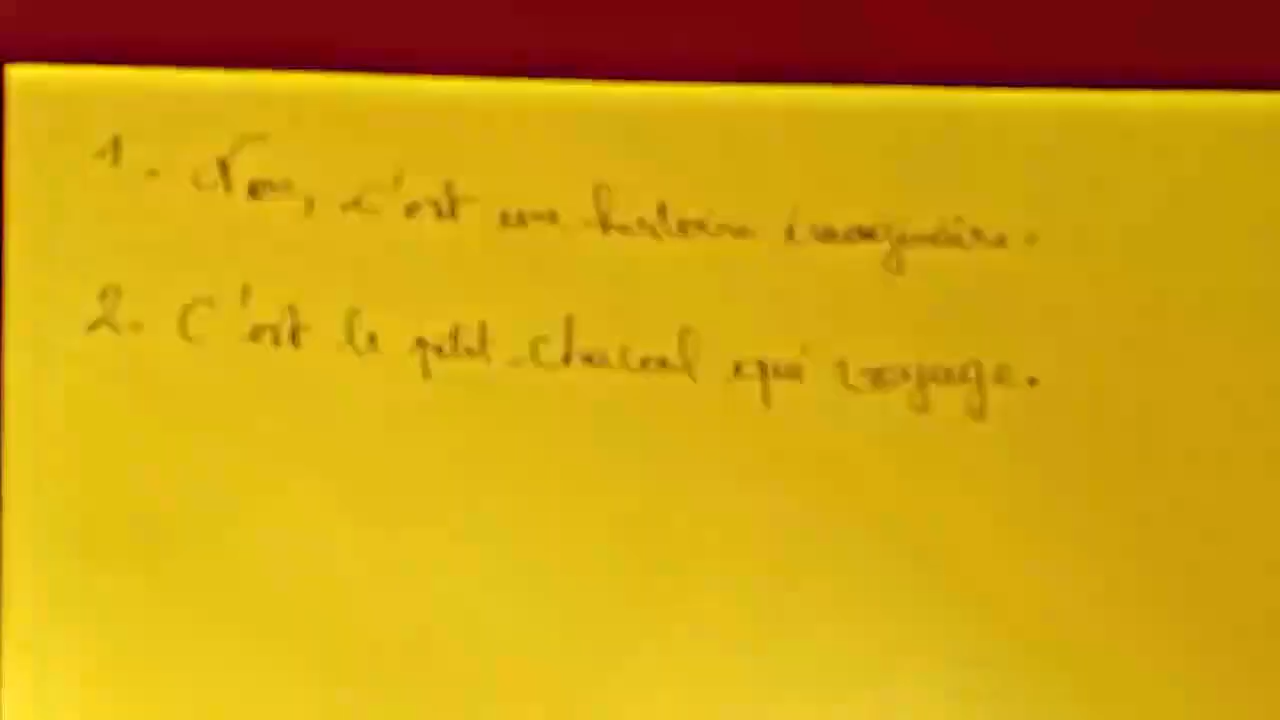 1. Non, c'est une histoire imaginaire.
2. C'est le petit chacal qui voyage.